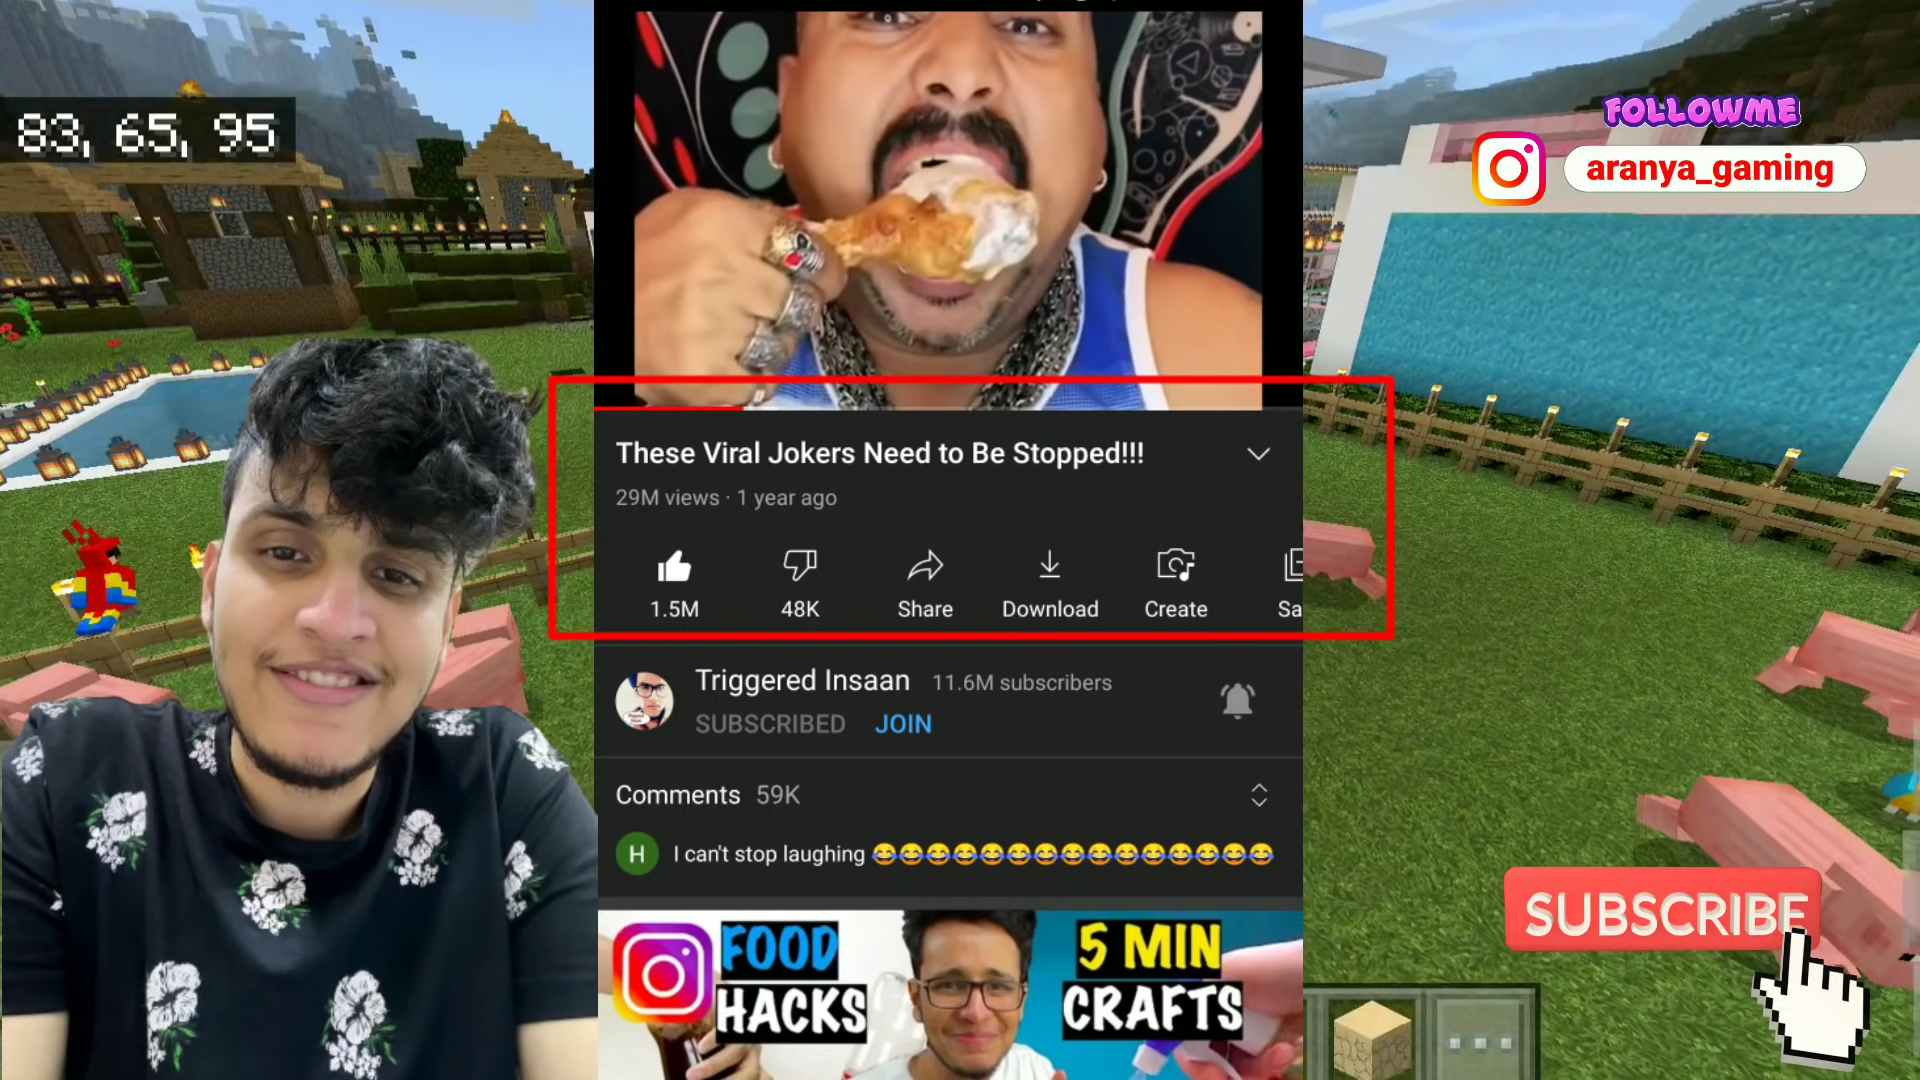 83, 65, 95
FOLLOWME
aranya_gaming
These Viral Jokers Need to Be Stopped!!!
29M views · 1 year ago
1.5M
48K
Share
Download
Create
Sa
Triggered Insaan 11.6M subscribers
SUBSCRIBED JOIN
Comments 59K
H I can't stop laughing 😂😂😂😂😂😂😂😂😂😂😂😂😂😂😂
FOOD HACKS
5 MIN CRAFTS
SUBSCRIBE